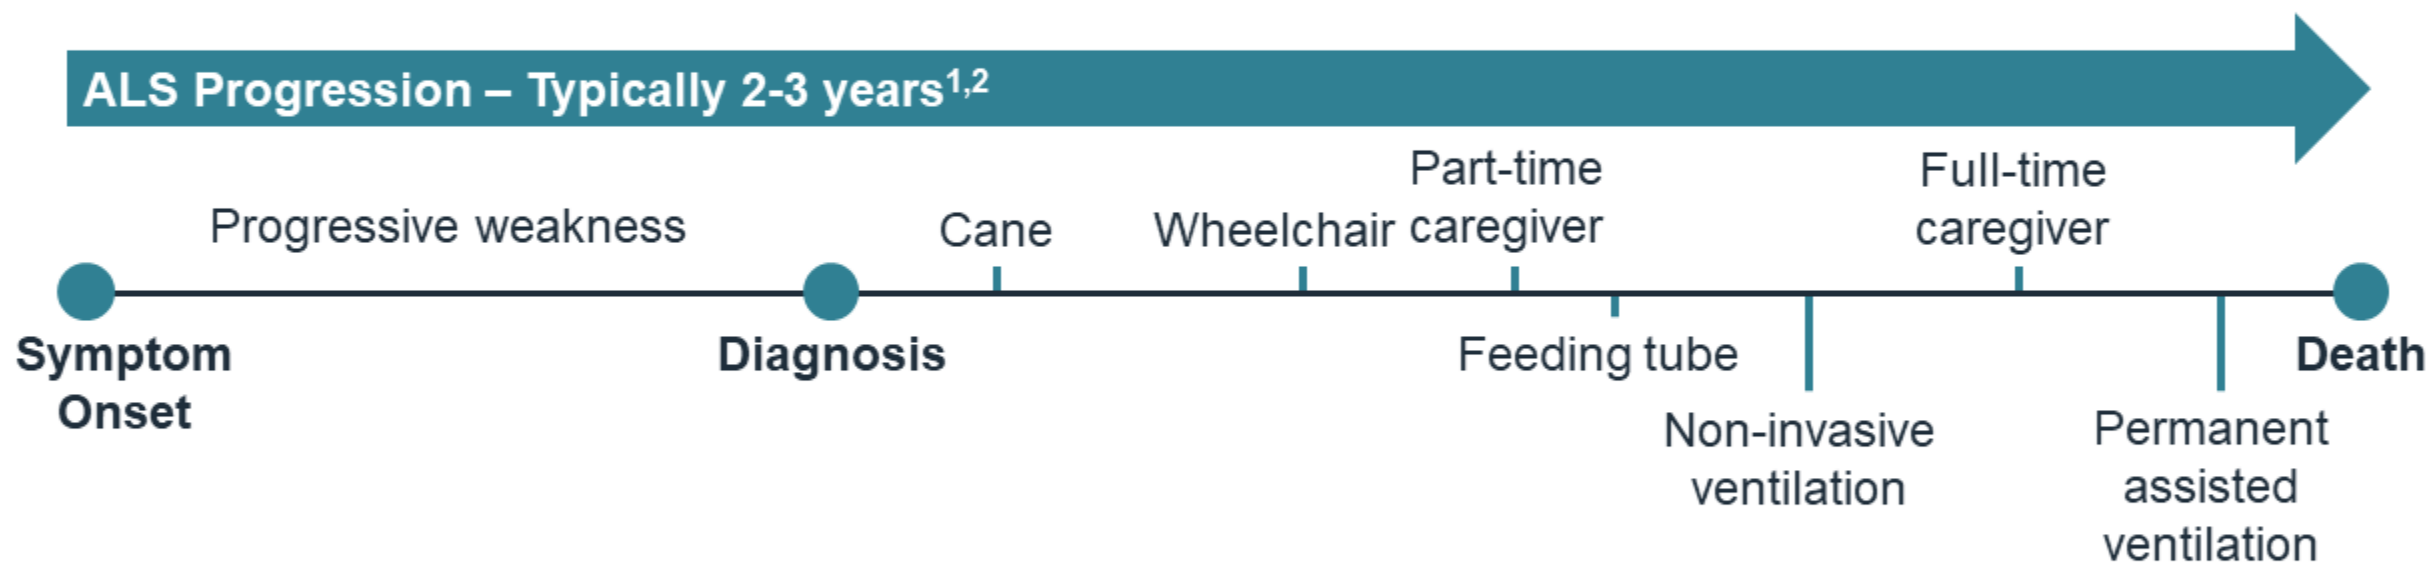 ALS Progression – Typically 2-3 years1,2
Progressive weakness
Cane
Wheelchair
Part-time
caregiver
Full-time
caregiver
Symptom
Onset
Diagnosis
Feeding tube
Non-invasive
ventilation
Permanent
assisted
ventilation
Death